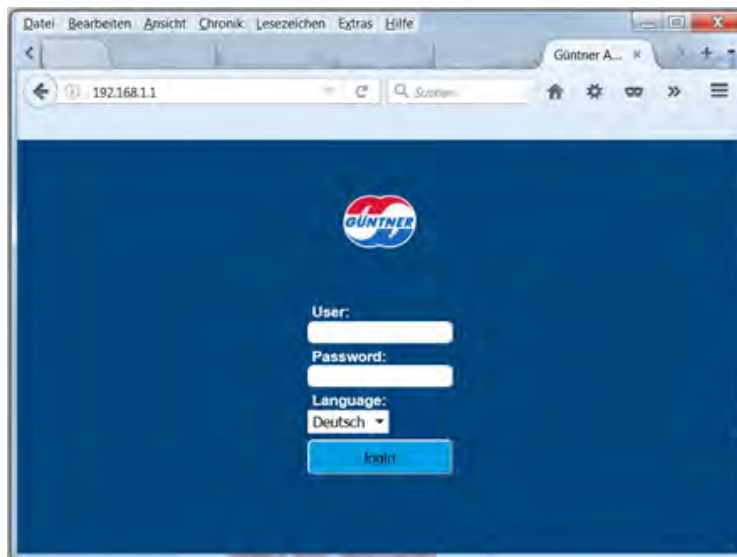 Datei Bearbeiten Ansicht Chronik Lesezeichen Extras Hilfe
Güntner A...
192.168.1.1
Suchen
GÜNTNER
User:
Password:
Language:
Deutsch
login